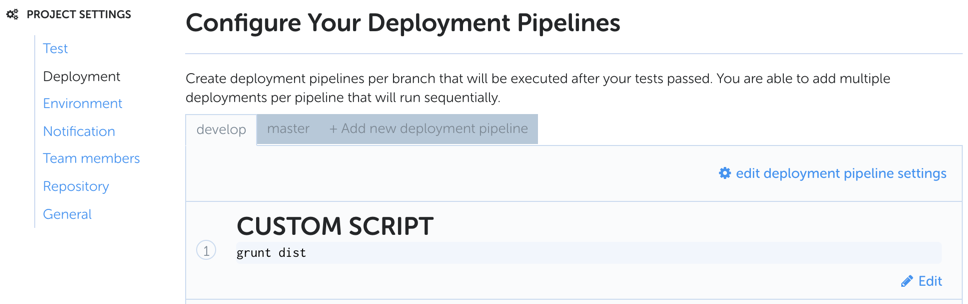 PROJECT SETTINGS
Test
Deployment
Environment
Notification
Team members
Repository
General
Configure Your Deployment Pipelines
Create deployment pipelines per branch that will be executed after your tests passed. You are able to add multiple
deployments per pipeline that will run sequentially.
develop master + Add new deployment pipeline
edit deployment pipeline settings
CUSTOM SCRIPT
1
grunt dist
Edit